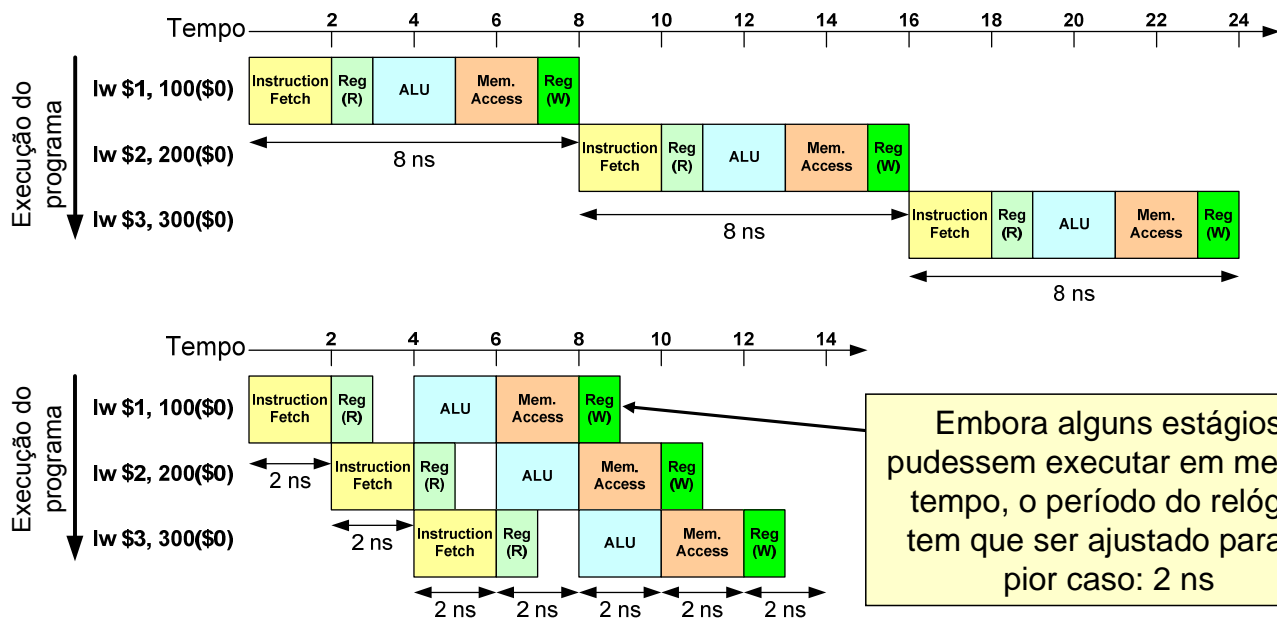 Tempo
2 4 6 8 10 12 14 16 18 20 22 24
Execução do
programa
lw $1, 100($0)
Instruction
Fetch
Reg
(R)
ALU
Mem.
Access
Reg
(W)
8 ns
lw $2, 200($0)
Instruction
Fetch
Reg
(R)
ALU
Mem.
Access
Reg
(W)
8 ns
lw $3, 300($0)
Instruction
Fetch
Reg
(R)
ALU
Mem.
Access
Reg
(W)
8 ns
Tempo
2 4 6 8 10 12 14
Execução do
programa
lw $1, 100($0)
Instruction
Fetch
Reg
(R)
ALU
Mem.
Access
Reg
(W)
2 ns
lw $2, 200($0)
Instruction
Fetch
Reg
(R)
ALU
Mem.
Access
Reg
(W)
2 ns
lw $3, 300($0)
Instruction
Fetch
Reg
(R)
ALU
Mem.
Access
Reg
(W)
2 ns 2 ns 2 ns 2 ns 2 ns
Embora alguns estágios
pudessem executar em me
tempo, o período do relóg
tem que ser ajustado para
pior caso: 2 ns